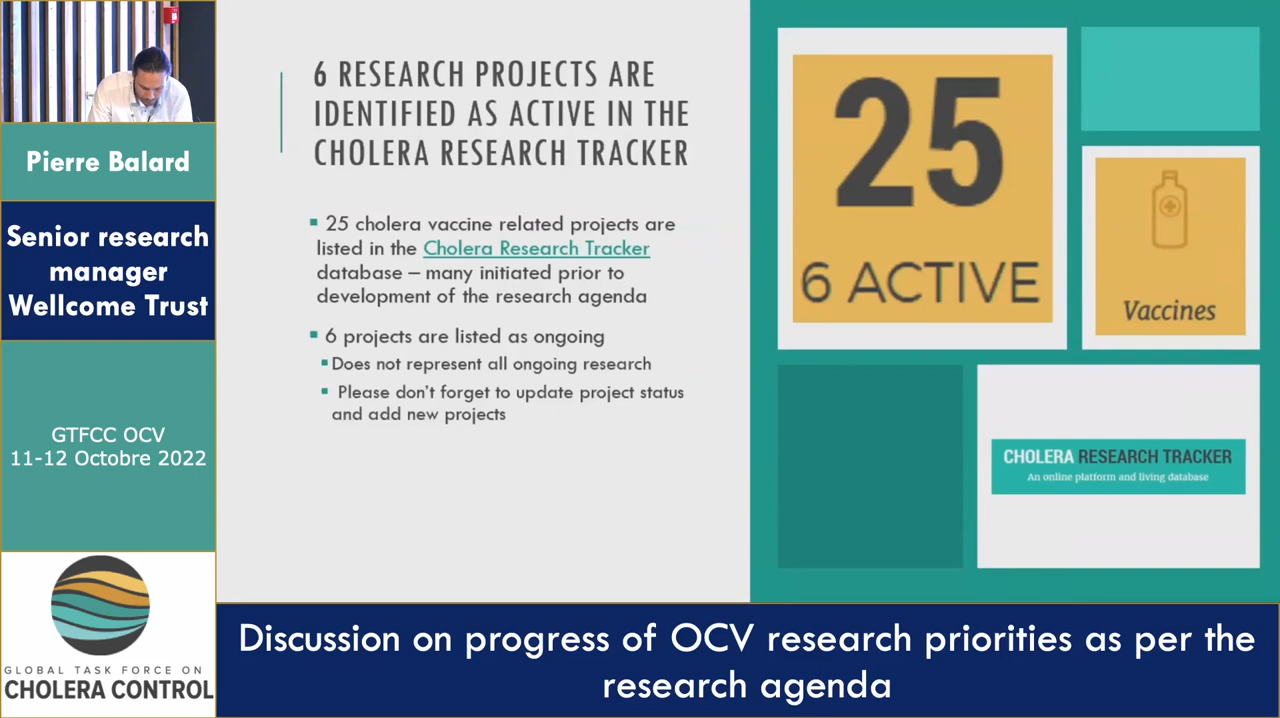 Pierre Balard
Senior research
manager
Wellcome Trust
GTFCC OCV
11-12 Octobre 2022
GLOBAL TASK FORCE ON
CHOLERA CONTROL
6 RESEARCH PROJECTS ARE
IDENTIFIED AS ACTIVE IN THE
CHOLERA RESEARCH TRACKER
▪ 25 cholera vaccine related projects are
listed in the Cholera Research Tracker
database – many initiated prior to
development of the research agenda
▪ 6 projects are listed as ongoing
▪ Does not represent all ongoing research
▪ Please don't forget to update project status
and add new projects
25
6 ACTIVE
Vaccines
CHOLERA RESEARCH TRACKER
An online platform and living database
Discussion on progress of OCV research priorities as per the
research agenda